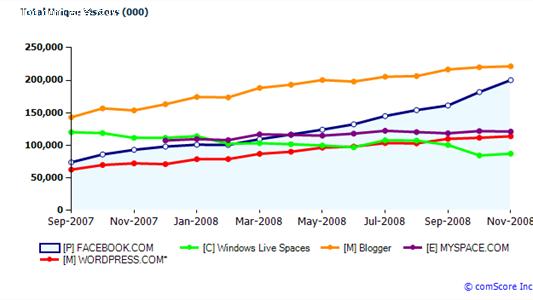 Total Unique Visitors (000)
250,000
200,000
150,000
100,000
50,000
0
Sep-2007 Nov-2007 Jan-2008 Mar-2008 May-2008 Jul-2008 Sep-2008 Nov-2008
[P] FACEBOOK.COM [C] Windows Live Spaces [M] Blogger [E] MYSPACE.COM
[M] WORDPRESS.COM*
© comScore Inc